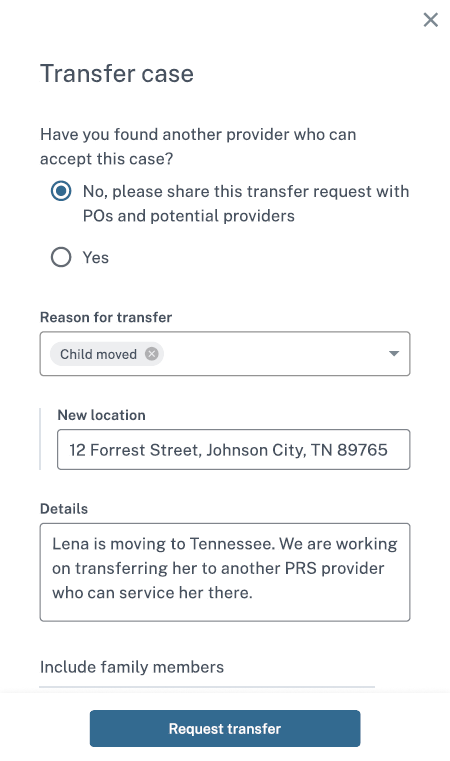 Transfer case
Have you found another provider who can
accept this case?
No, please share this transfer request with
POs and potential providers
Yes
Reason for transfer
Child moved
New location
12 Forrest Street, Johnson City, TN 89765
Details
Lena is moving to Tennessee. We are working
on transferring her to another PRS provider
who can service her there.
Include family members
Request transfer